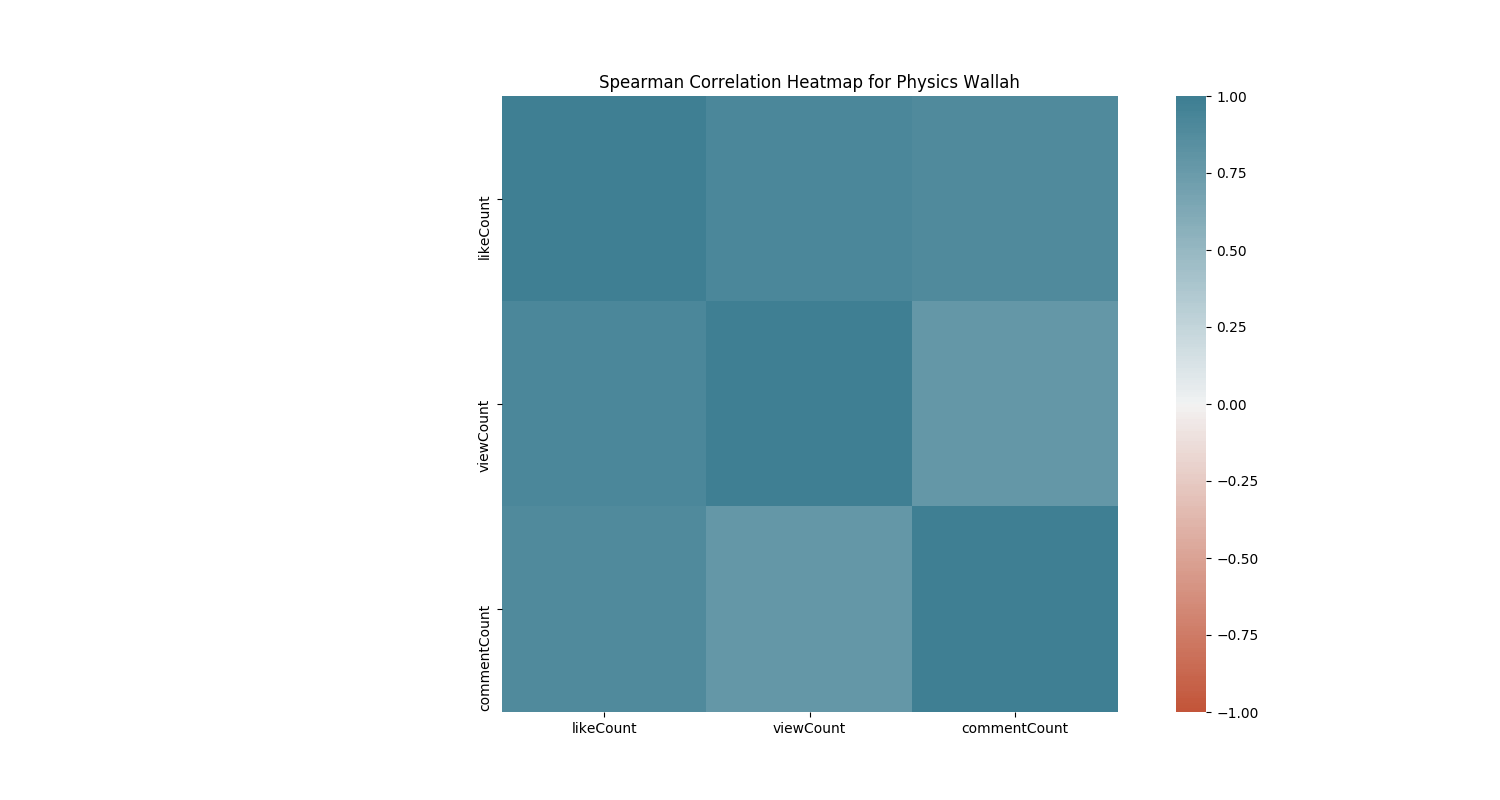 Spearman Correlation Heatmap for Physics Wallah
likeCount
viewCount
commentCount
likeCount
viewCount
commentCount
1.00
0.75
0.50
0.25
0.00
−0.25
−0.50
−0.75
−1.00